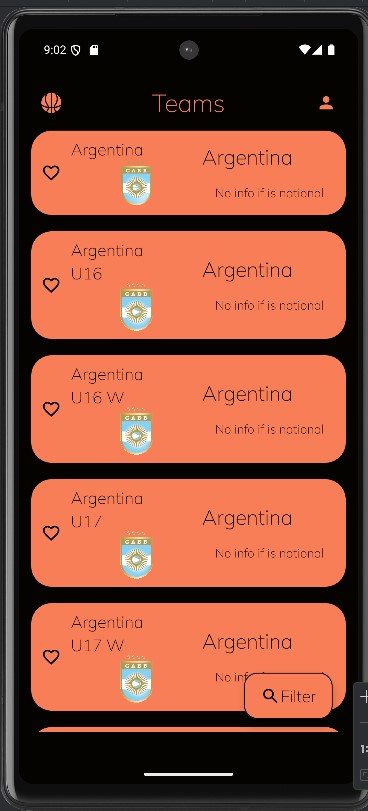 9:02
Teams
Argentina
Argentina
CABB
No info if is national
Argentina
U16
Argentina
CABB
No info if is national
Argentina
U16 W
Argentina
CABB
No info if is national
Argentina
U17
Argentina
CABB
No info if is national
Argentina
U17 W
Argentina
CABB
No inf
Filter